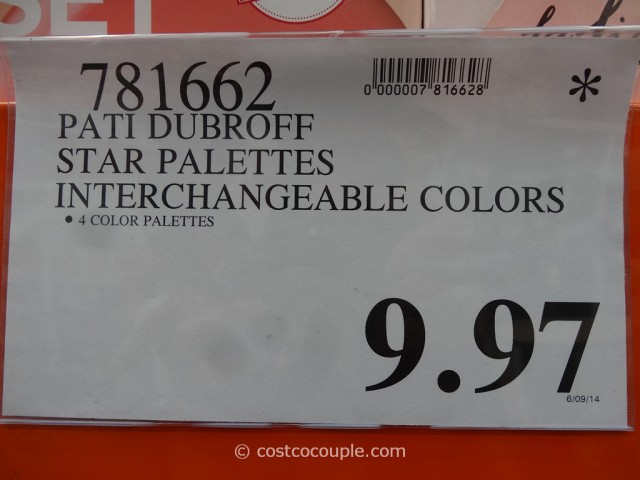 SET
781662
0 000007 816628
*
PATI DUBROFF
STAR PALETTES
INTERCHANGEABLE COLORS
• 4 COLOR PALETTES
9.97
6/09/14
© costcocouple.com